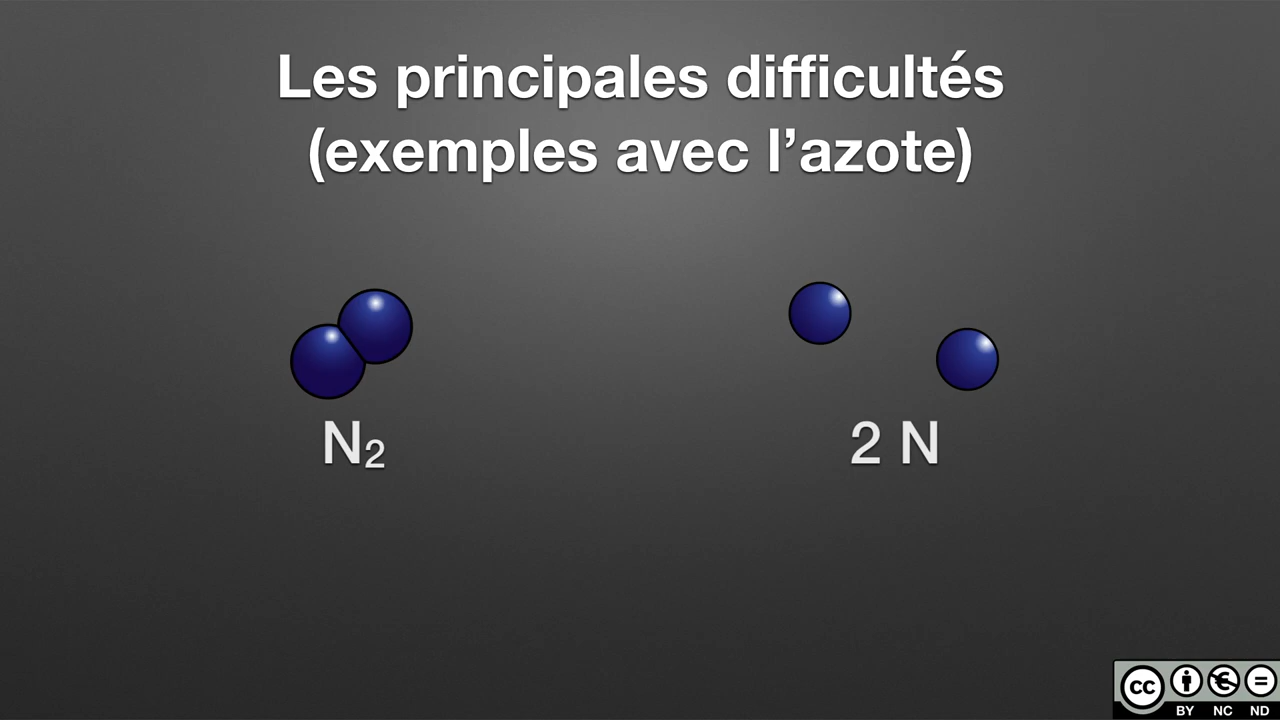 Les principales difficultés
(exemples avec l’azote)
N₂
2 N
cc
BY NC ND